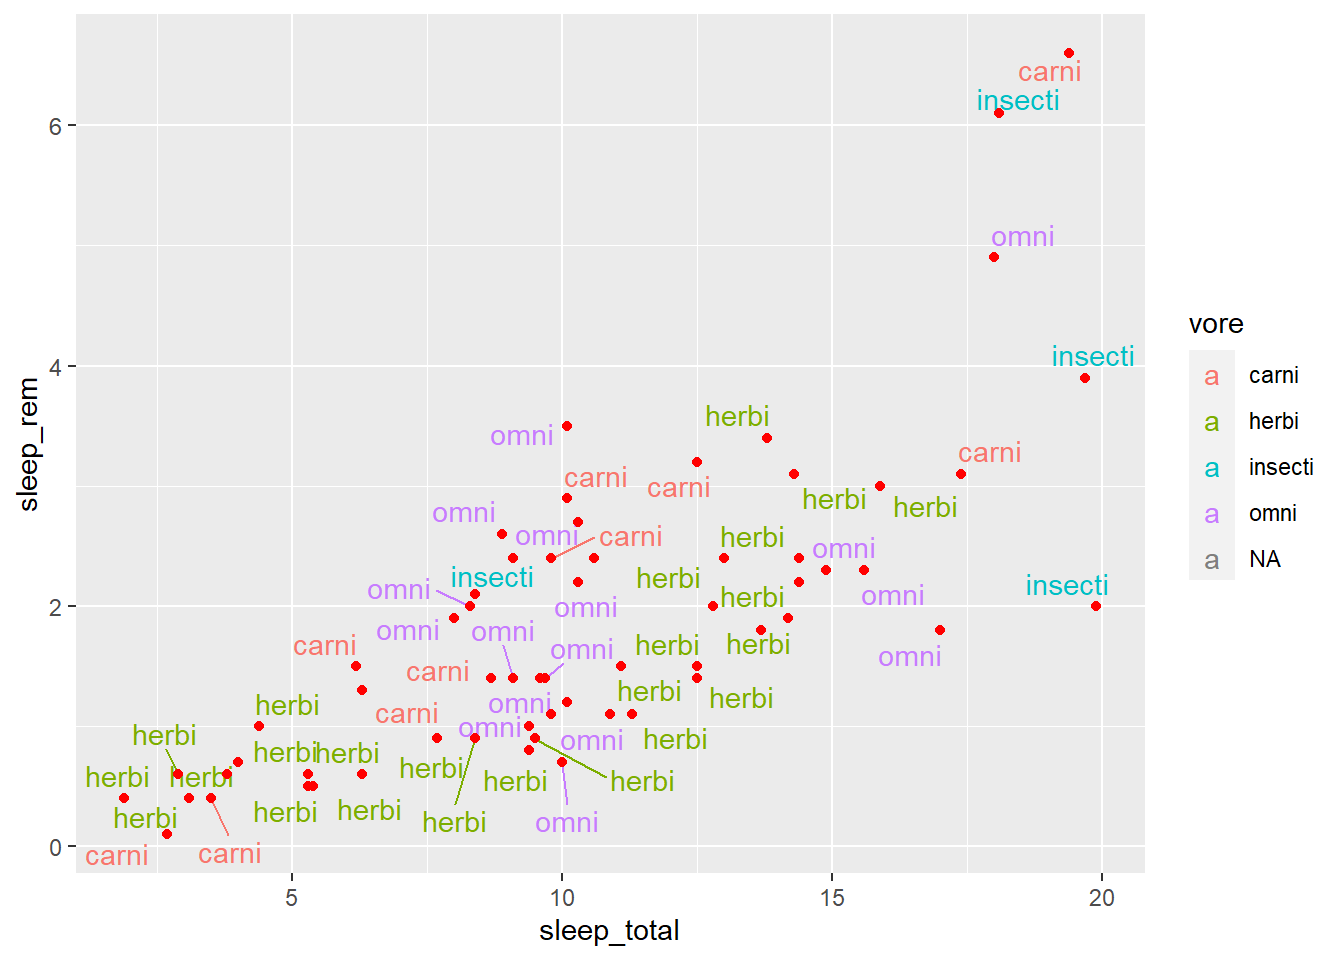 carni
insecti
6
omni
insecti
4
herbi
omni
carni
carni
carni
herbi
herbi
omni
omni
carni
herbi
omni
insecti
herbi
insecti
omni
herbi
omni
omni
2
omni
omni
carni
herbi
herbi
omni
omni
carni
herbi
herbi
herbi
omni
carni
omni
herbi
herbi
omni
herbi
herbi
herbi
herbi
herbi
herbi
herbi
herbi
herbi
herbi
herbi
herbi
omni
carni
carni
0
5
10
15
20
sleep_total
sleep_rem
vore
a carni
a herbi
a insecti
a omni
a NA